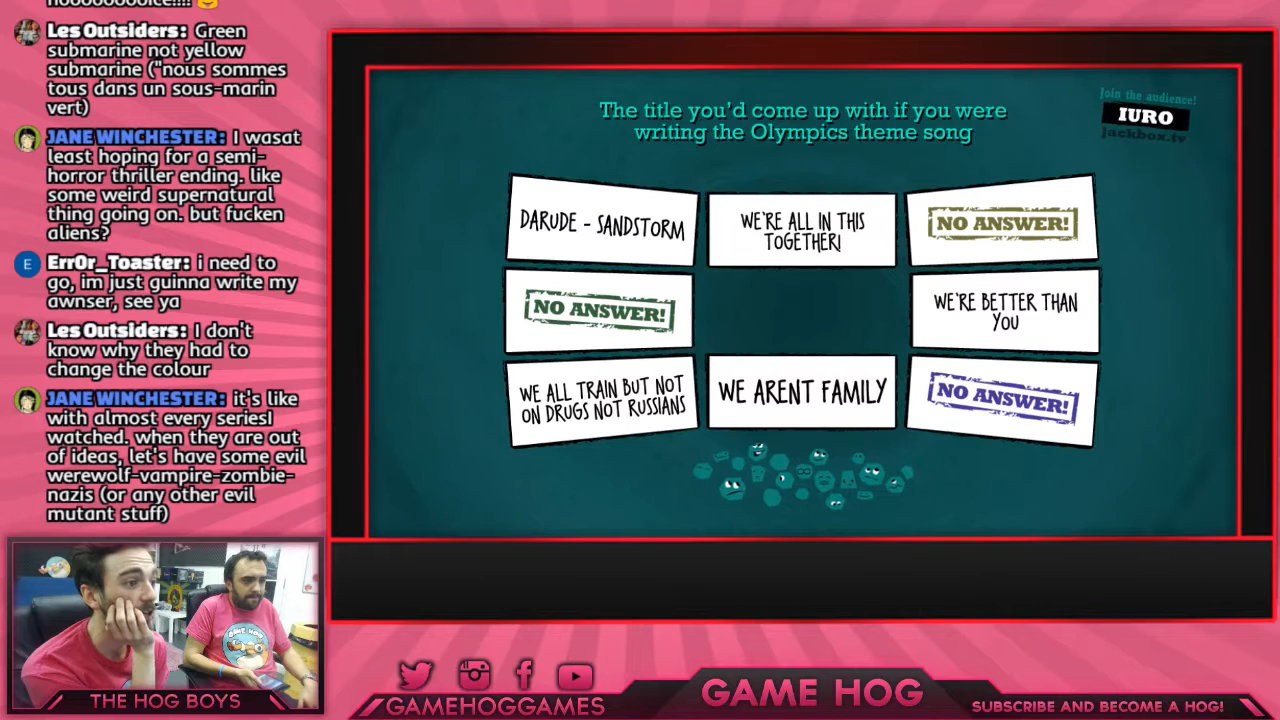 nooooooooice!!!!
Les Outsiders: Green
submarine not yellow
submarine ("nous sommes
tous dans un sous-marin
vert)
JANE WINCHESTER: I wasat
least hoping for a semi-
horror thriller ending, like
some weird supernatural
thing going on. but fucken
aliens?
Err0r_Toaster: i need to
go, im just guinna write my
awnser, see ya
Les Outsiders: I don't
know why they had to
change the colour
JANE WINCHESTER: it's like
with almost every seriesI
watched. when they are out
of ideas, let's have some evil
werewolf-vampire-zombie-
nazis (or any other evil
mutant stuff)
The title you'd come up with if you were
writing the Olympics theme song
Join the audience!
IURO
jackbox.tv
DARUDE - SANDSTORM
WE'RE ALL IN THIS
TOGETHER!
NO ANSWER!
NO ANSWER!
WE'RE BETTER THAN
YOU
WE ALL TRAIN BUT NOT
ON DRUGS NOT RUSSIANS
WE ARENT FAMILY
NO ANSWER!
GAME HOG
THE HOG BOYS
GAMEHOGGAMES
GAME HOG
SUBSCRIBE AND BECOME A HOG!
E